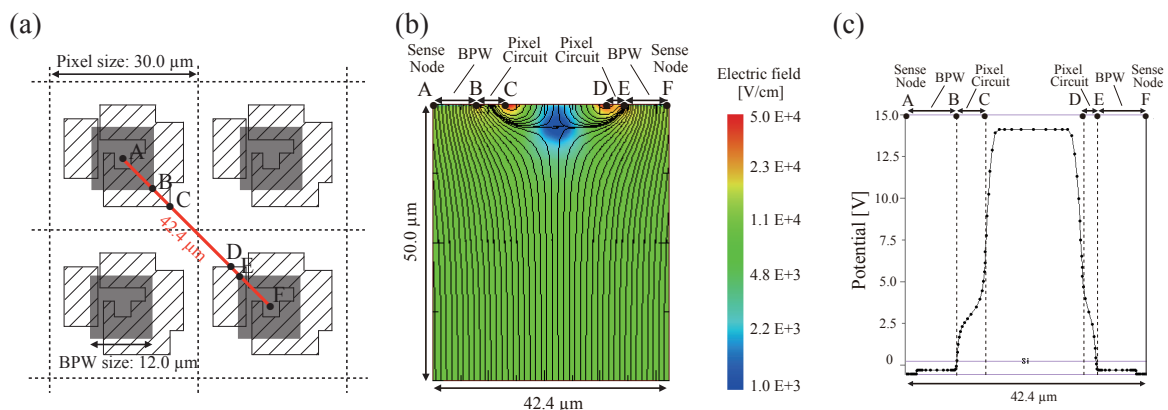 (a)
Pixel size: 30.0 μm
A
B
C
42.4 μm
D
E
F
BPW size: 12.0 μm
(b)
Sense
Node
BPW
Pixel
Circuit
Pixel
Circuit
BPW
Sense
Node
A
B
C
D
E
F
50.0 μm
42.4 μm
Electric field
[V/cm]
5.0 E+4
2.3 E+4
1.1 E+4
4.8 E+3
2.2 E+3
1.0 E+3
(c)
Sense
Node
BPW
Pixel
Circuit
Pixel
Circuit
BPW
Sense
Node
A
B
C
D
E
F
Potential [V]
15.0
12.5
10.0
7.5
5.0
2.5
0
Si
42.4 μm